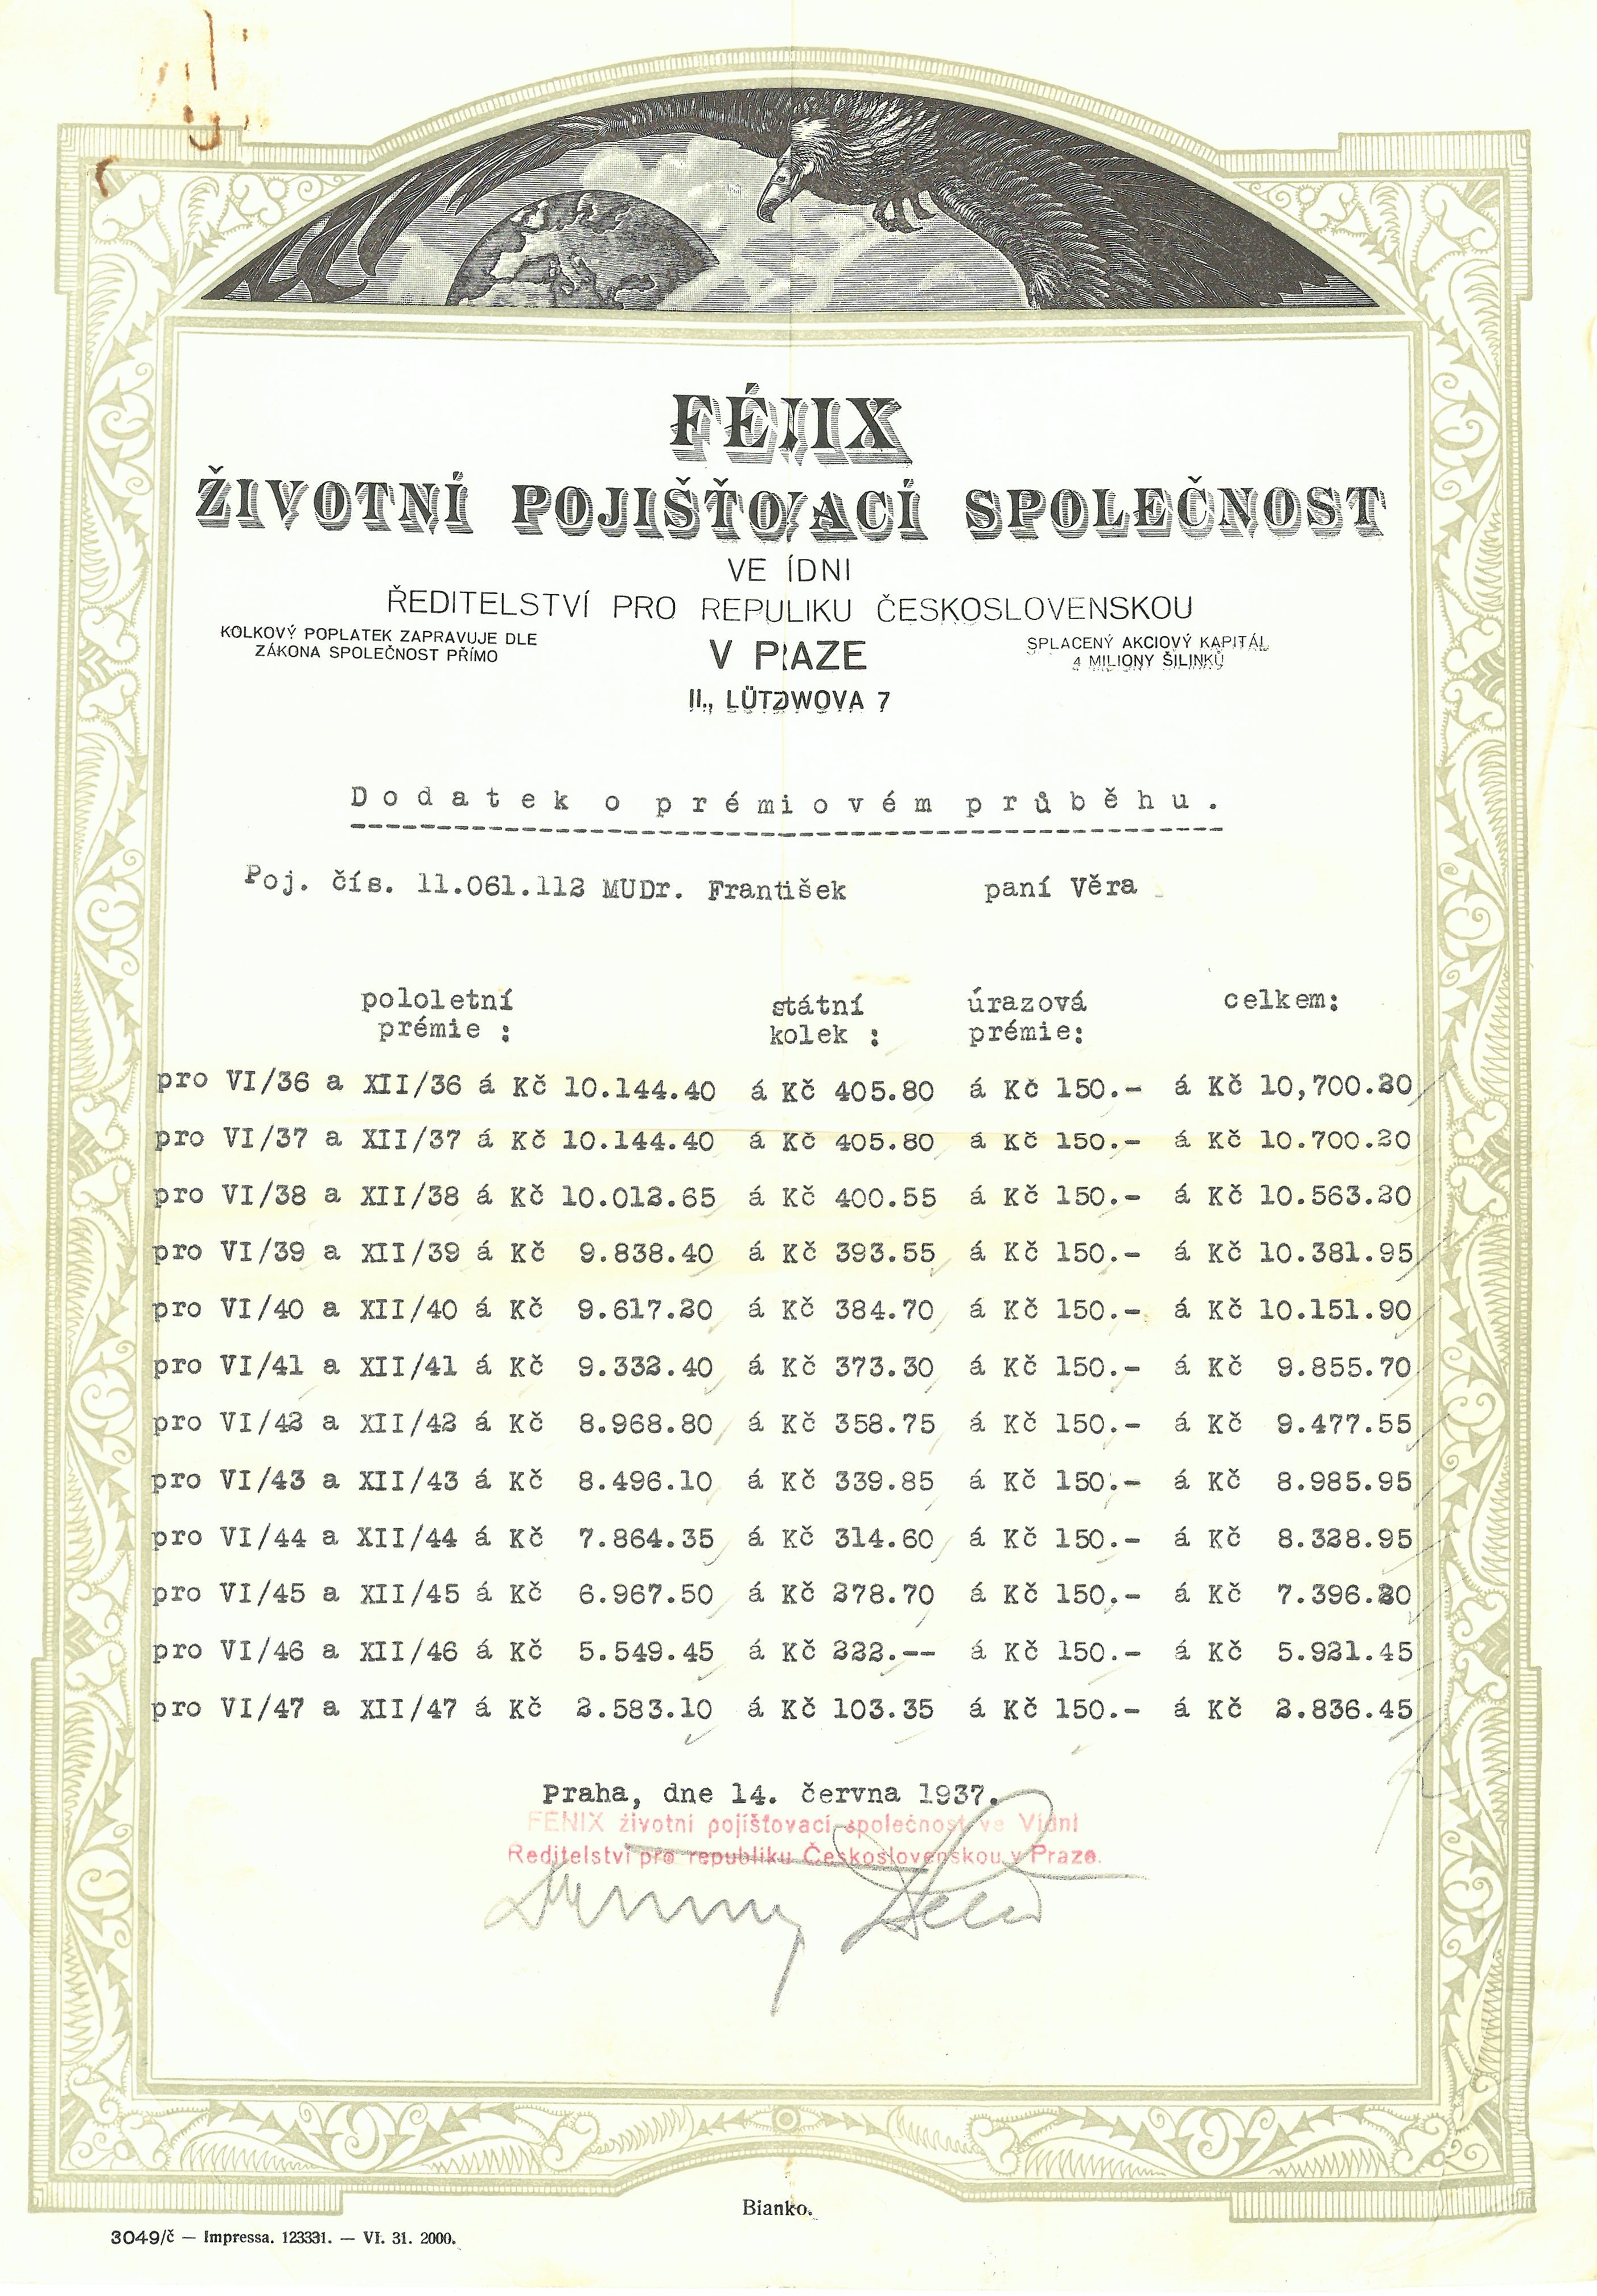 FÉNIX
ŽIVOTNÍ POJIŠŤOVACÍ SPOLEČNOST
VE ÍDNI
ŘEDITELSTVÍ PRO REPULIKU ČESKOSLOVENSKOU
KOLKOVÝ POPLATEK ZAPRAVUJE DLE
ZÁKONA SPOLEČNOST PŘÍMO
V PRAZE
SPLACENÝ AKCIOVÝ KAPITÁL
4 MILIONY ŠILINKŮ
II., LÜTZOWOVA 7
Dodatek o prémiovém průběhu.
Poj. čís. 11.061.112 MUDr. František paní Věra
pololetní státní úrazová celkem:
prémie : kolek : prémie:
pro VI/36 a XII/36 á Kč 10.144.40 á Kč 405.80 á Kč 150.- á Kč 10,700.20
pro VI/37 a XII/37 á Kč 10.144.40 á Kč 405.80 á Kč 150.- á Kč 10.700.20
pro VI/38 a XII/38 á Kč 10.012.65 á Kč 400.55 á Kč 150.- á Kč 10.563.20
pro VI/39 a XII/39 á Kč 9.838.40 á Kč 393.55 á Kč 150.- á Kč 10.381.95
pro VI/40 a XII/40 á Kč 9.617.20 á Kč 384.70 á Kč 150.- á Kč 10.151.90
pro VI/41 a XII/41 á Kč 9.332.40 á Kč 373.30 á Kč 150.- á Kč 9.855.70
pro VI/42 a XII/42 á Kč 8.968.80 á Kč 358.75 á Kč 150.- á Kč 9.477.55
pro VI/43 a XII/43 á Kč 8.496.10 á Kč 339.85 á Kč 150.- á Kč 8.985.95
pro VI/44 a XII/44 á Kč 7.864.35 á Kč 314.60 á Kč 150.- á Kč 8.328.95
pro VI/45 a XII/45 á Kč 6.967.50 á Kč 278.70 á Kč 150.- á Kč 7.396.20
pro VI/46 a XII/46 á Kč 5.549.45 á Kč 222.-- á Kč 150.- á Kč 5.921.45
pro VI/47 a XII/47 á Kč 2.583.10 á Kč 103.35 á Kč 150.- á Kč 2.836.45
Praha, dne 14. června 1937.
FÉNIX životní pojišťovací společnost ve Vídni
Ředitelství pro republiku Československou v Praze.
Bianko.
3049/č — Impressa. 123331. — VI. 31. 2000.